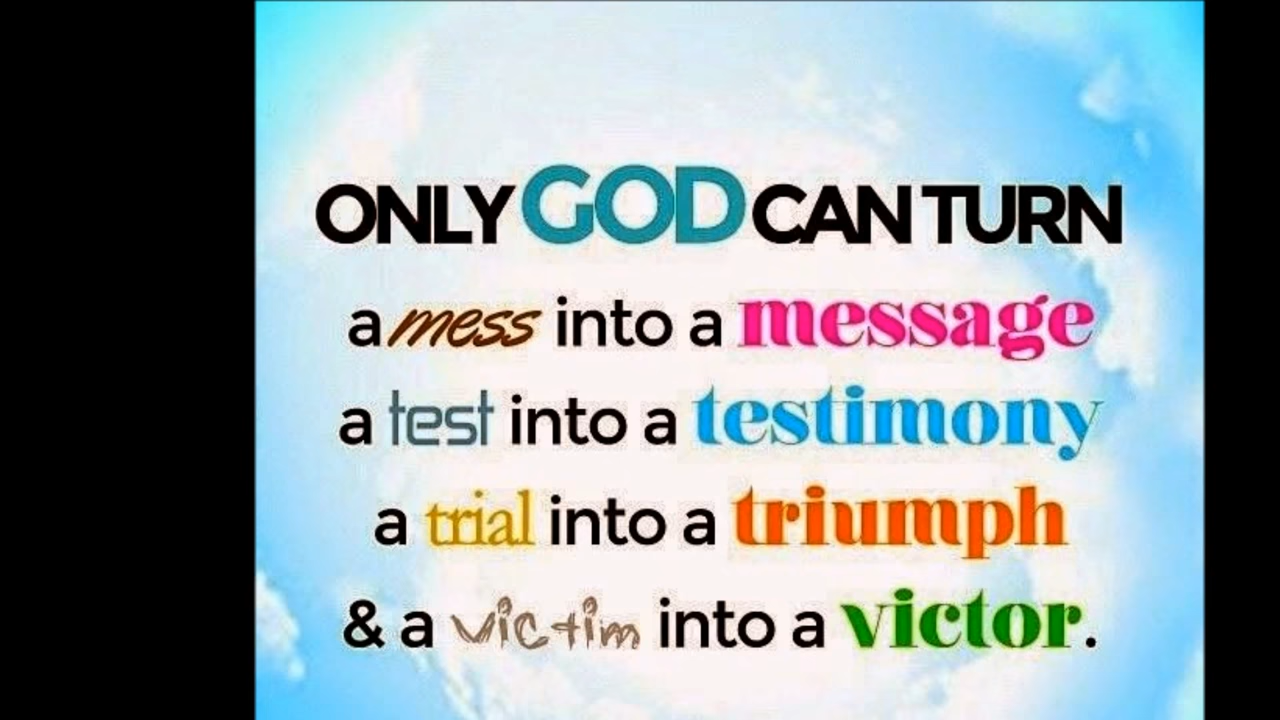 ONLY GOD CAN TURN
a mess into a message
a test into a testimony
a trial into a triumph
& a victim into a victor.